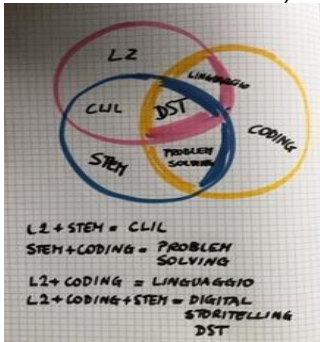 L2
LINGUAGGIO
CLIL
DST
CODING
STEM
PROBLEM
SOLVING
L2 + STEM = CLIL
STEM + CODING = PROBLEM
SOLVING
L2 + CODING = LINGUAGGIO
L2 + CODING + STEM = DIGITAL
STORITELLING
DST